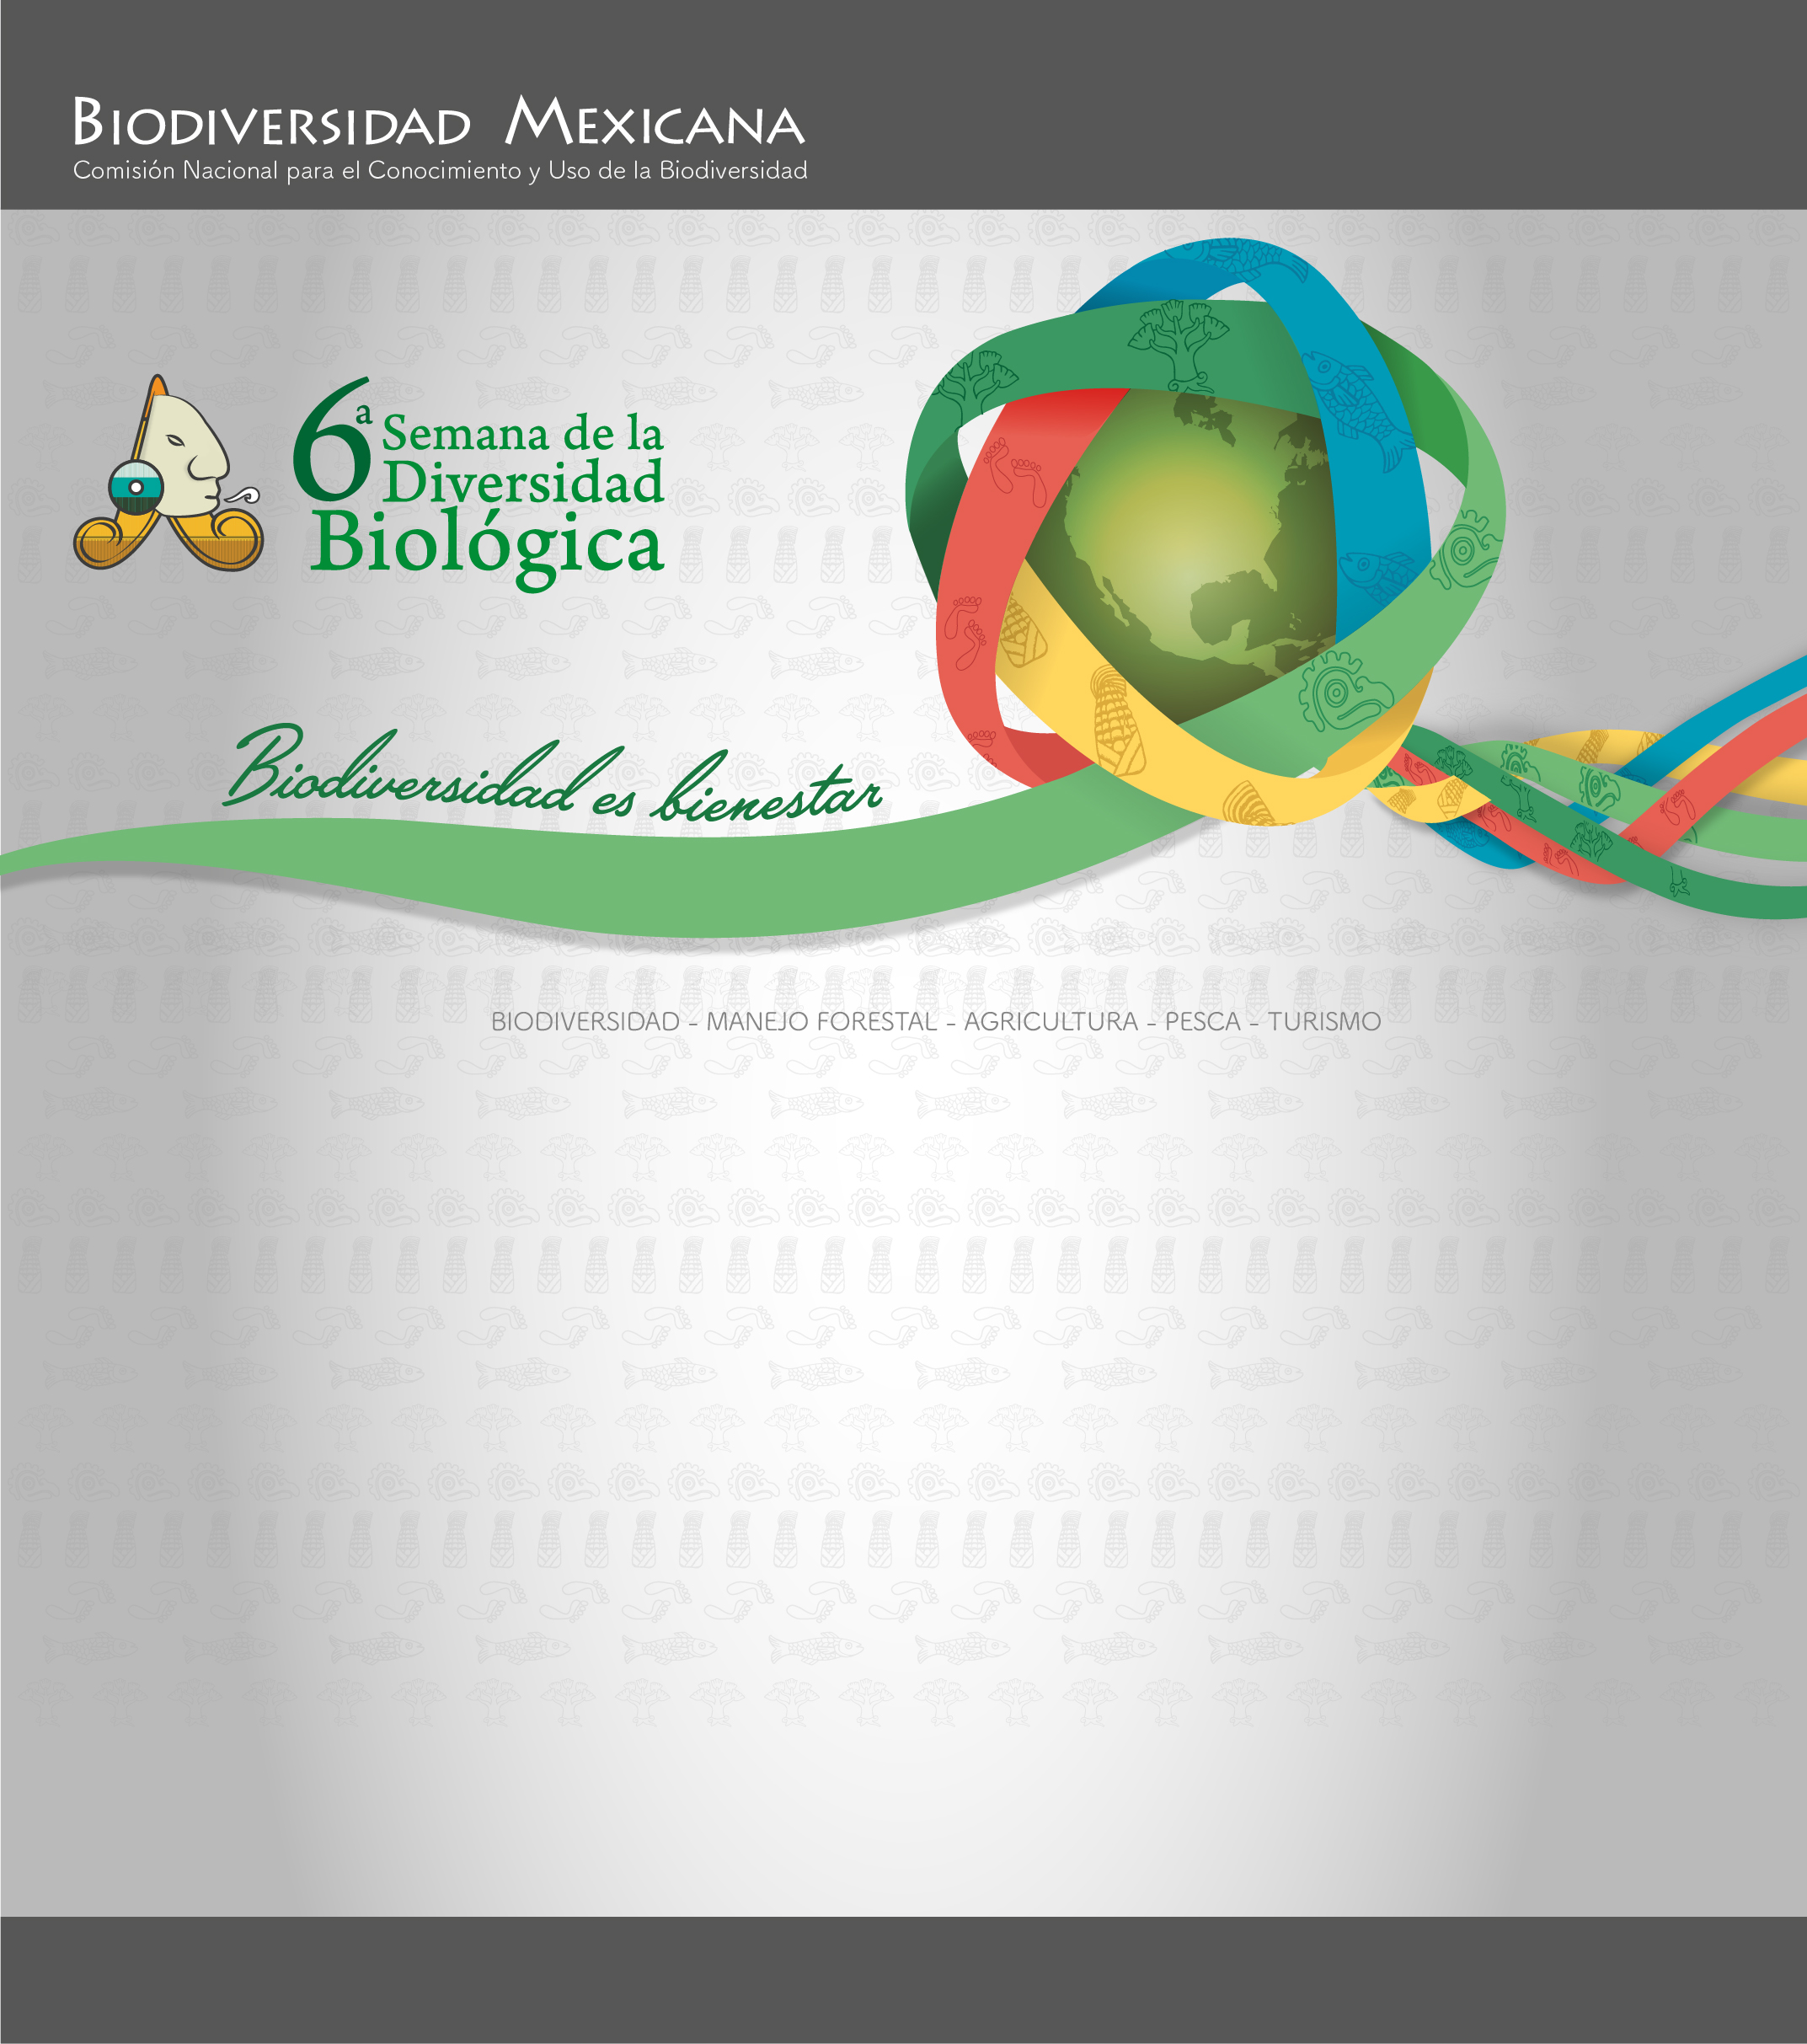 BIODIVERSIDAD MEXICANA
Comisión Nacional para el Conocimiento y Uso de la Biodiversidad
6ª Semana de la
Diversidad
Biológica
Biodiversidad es bienestar
BIODIVERSIDAD - MANEJO FORESTAL - AGRICULTURA - PESCA - TURISMO